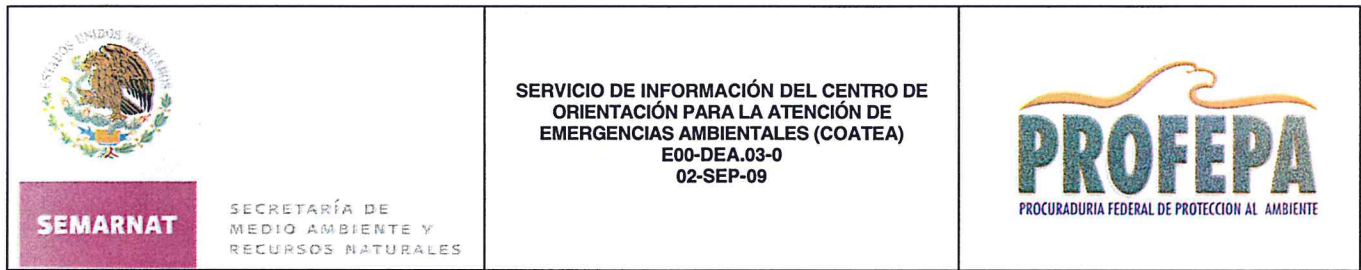 ESTADOS UNIDOS MEXICANOS
SEMARNAT
SECRETARÍA DE
MEDIO AMBIENTE Y
RECURSOS NATURALES
SERVICIO DE INFORMACIÓN DEL CENTRO DE
ORIENTACIÓN PARA LA ATENCIÓN DE
EMERGENCIAS AMBIENTALES (COATEA)
E00-DEA.03-0
02-SEP-09
PROFEPA
PROCURADURIA FEDERAL DE PROTECCION AL AMBIENTE